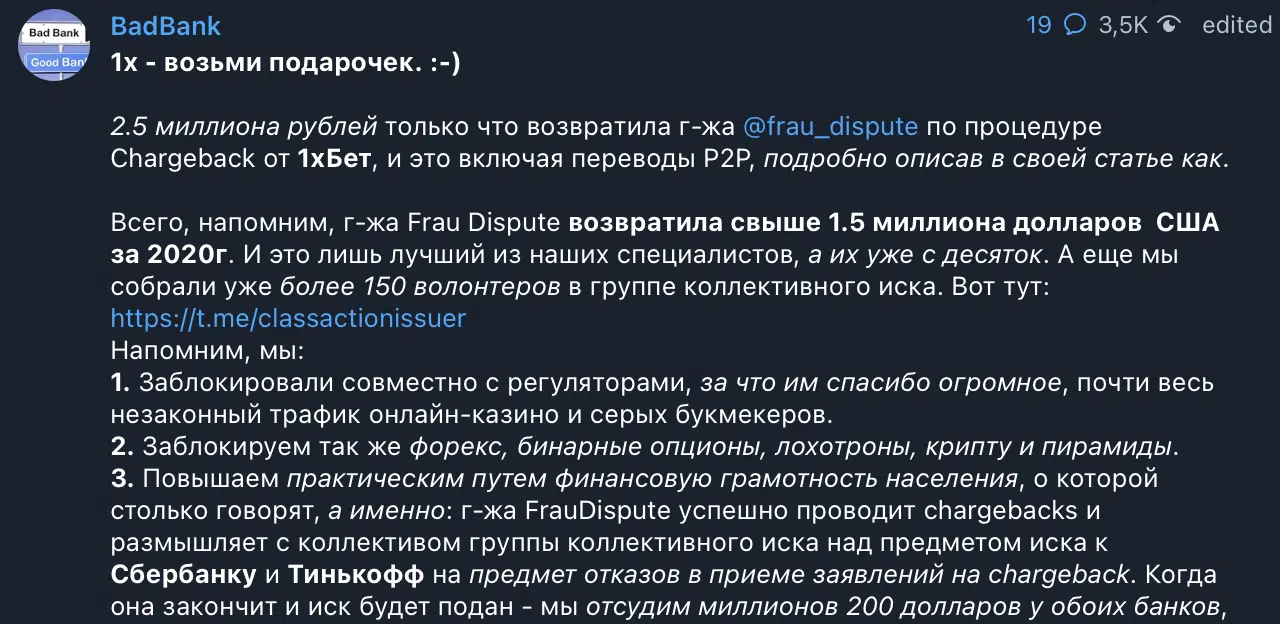 Bad Bank
Good Ban
BadBank
19 3,5K edited
1x - возьми подарочек. :-)
2.5 миллиона рублей только что возвратила г-жа @frau_dispute по процедуре
Chargeback от 1хБет, и это включая переводы P2P, подробно описав в своей статье как.
Всего, напомним, г-жа Frau Dispute возвратила свыше 1.5 миллиона долларов США
за 2020г. И это лишь лучший из наших специалистов, а их уже с десяток. А еще мы
собрали уже более 150 волонтеров в группе коллективного иска. Вот тут:
https://t.me/classactionissuer
Напомним, мы:
1. Заблокировали совместно с регуляторами, за что им спасибо огромное, почти весь
незаконный трафик онлайн-казино и серых букмекеров.
2. Заблокируем так же форекс, бинарные опционы, лохотроны, крипту и пирамиды.
3. Повышаем практическим путем финансовую грамотность населения, о которой
столько говорят, а именно: г-жа FrauDispute успешно проводит chargebacks и
размышляет с коллективом группы коллективного иска над предметом иска к
Сбербанку и Тинькофф на предмет отказов в приеме заявлений на chargeback. Когда
она закончит и иск будет подан - мы отсудим миллионов 200 долларов у обоих банков,